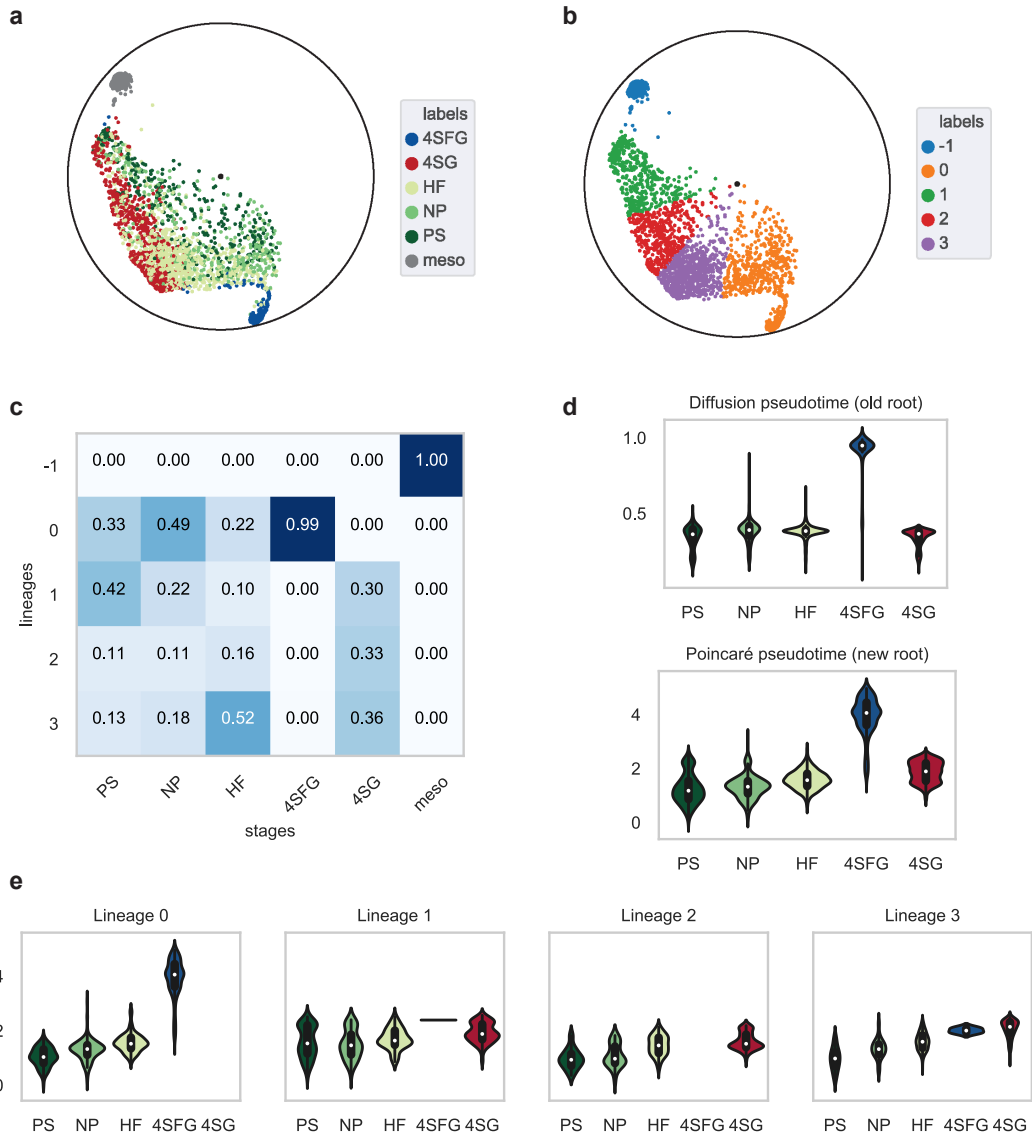 a
labels
4SFG
4SG
HF
NP
PS
meso
b
labels
-1
0
1
2
3
c
lineages
-1 0.00 0.00 0.00 0.00 0.00 1.00
0 0.33 0.49 0.22 0.99 0.00 0.00
1 0.42 0.22 0.10 0.00 0.30 0.00
2 0.11 0.11 0.16 0.00 0.33 0.00
3 0.13 0.18 0.52 0.00 0.36 0.00
PS NP HF 4SFG 4SG meso
stages
d
Diffusion pseudotime (old root)
1.0
0.5
PS NP HF 4SFG 4SG
Poincaré pseudotime (new root)
4
2
0
PS NP HF 4SFG 4SG
e
Lineage 0
4
2
0
PS NP HF 4SFG 4SG
Lineage 1
PS NP HF 4SFG 4SG
Lineage 2
PS NP HF 4SFG 4SG
Lineage 3
PS NP HF 4SFG 4SG